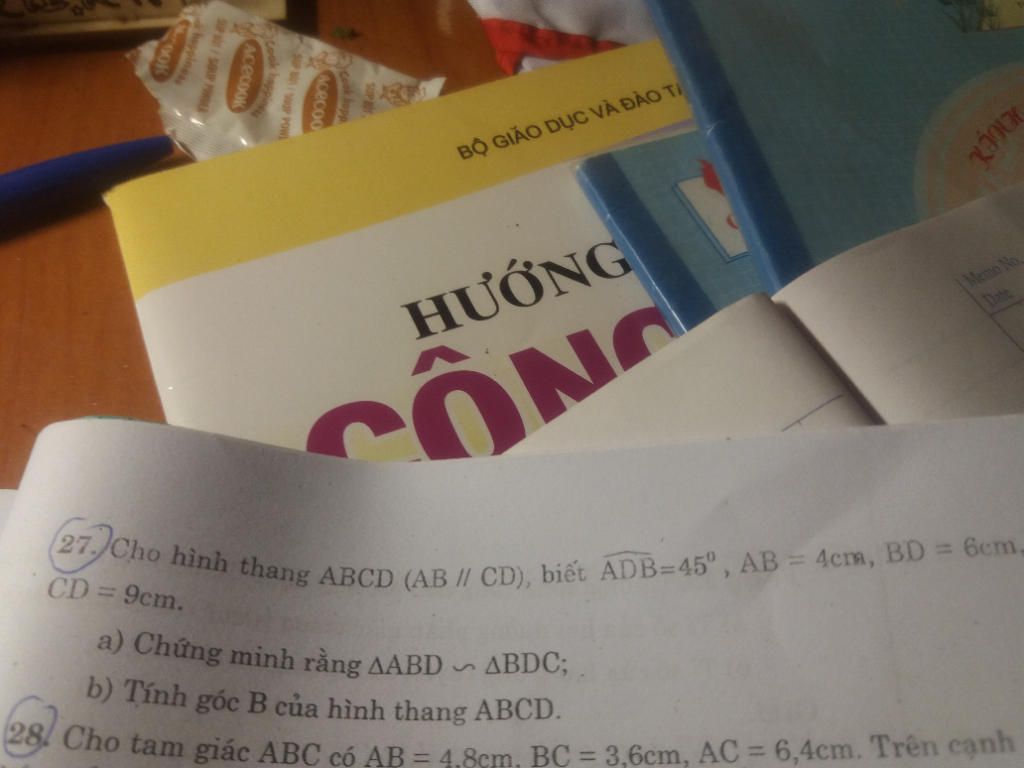 ACECOOK
BỘ GIÁO DỤC VÀ ĐÀO
HƯỚNG
CÔNG
Memo No.
Date
27. Cho hình thang ABCD (AB // CD), biết ADB=45⁰, AB = 4cm, BD = 6cm,
CD = 9cm.
a) Chứng minh rằng ΔABD ∽ ΔBDC;
b) Tính góc B của hình thang ABCD.
28. Cho tam giác ABC có AB = 4,8cm, BC = 3,6cm, AC = 6,4cm. Trên cạnh